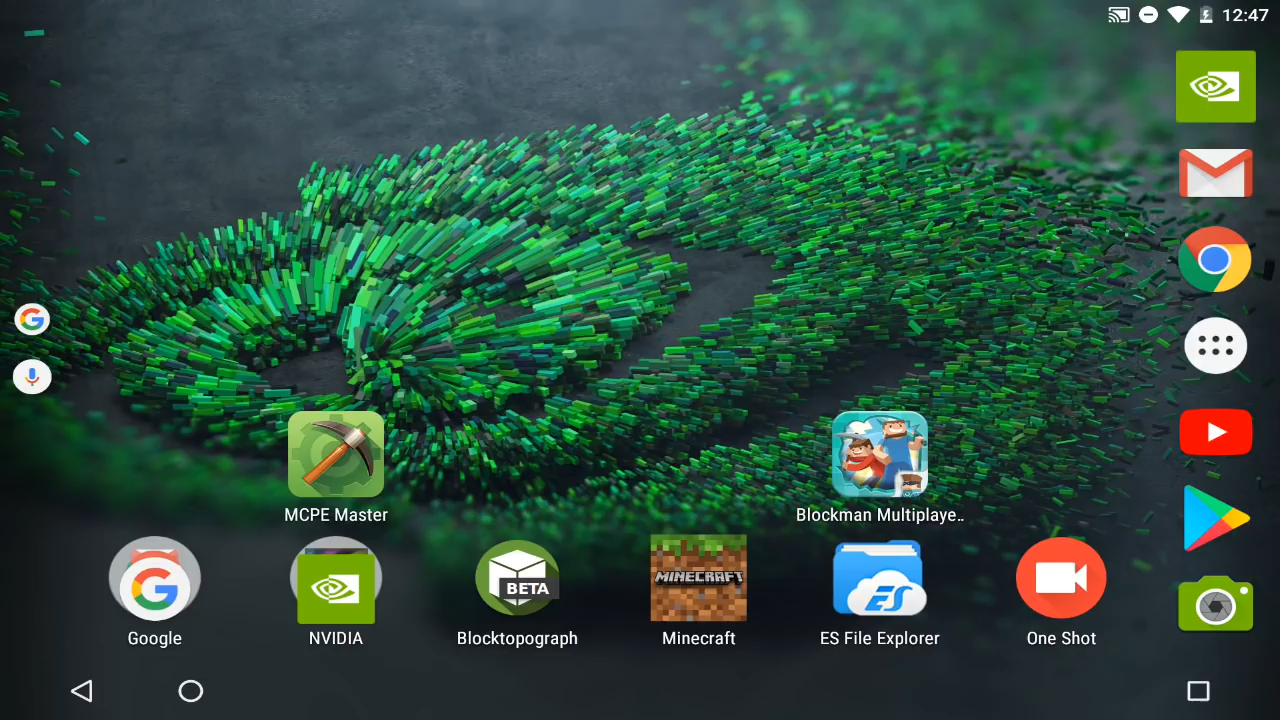 12:47
MCPE Master
Blockman Multiplaye..
BETA
MINECRAFT
ES
Google
NVIDIA
Blocktopograph
Minecraft
ES File Explorer
One Shot